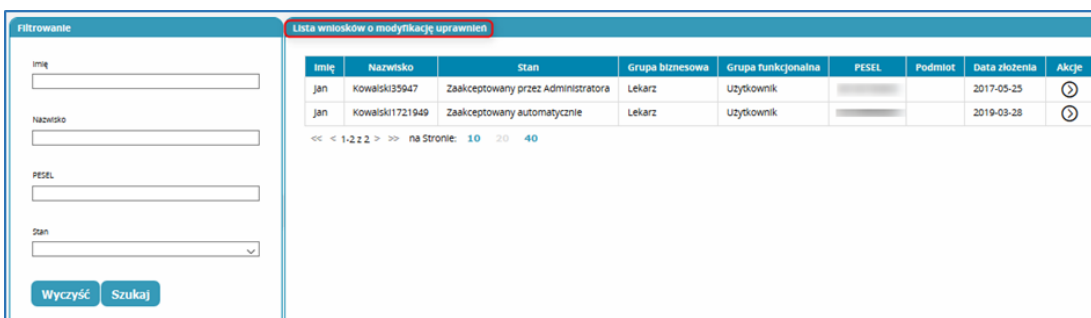 Filtrowanie
Imię
Nazwisko
PESEL
Stan
Wyczyść Szukaj
Lista wniosków o modyfikację uprawnień
Imię Nazwisko Stan Grupa biznesowa Grupa funkcjonalna PESEL Podmiot Data złożenia Akcje
Jan Kowalski35947 Zaakceptowany przez Administratora Lekarz Użytkownik 2017-05-25
Jan Kowalski1721949 Zaakceptowany automatycznie Lekarz Użytkownik 2019-03-28
<< < 1-2 z 2 > >> na Stronie: 10 20 40